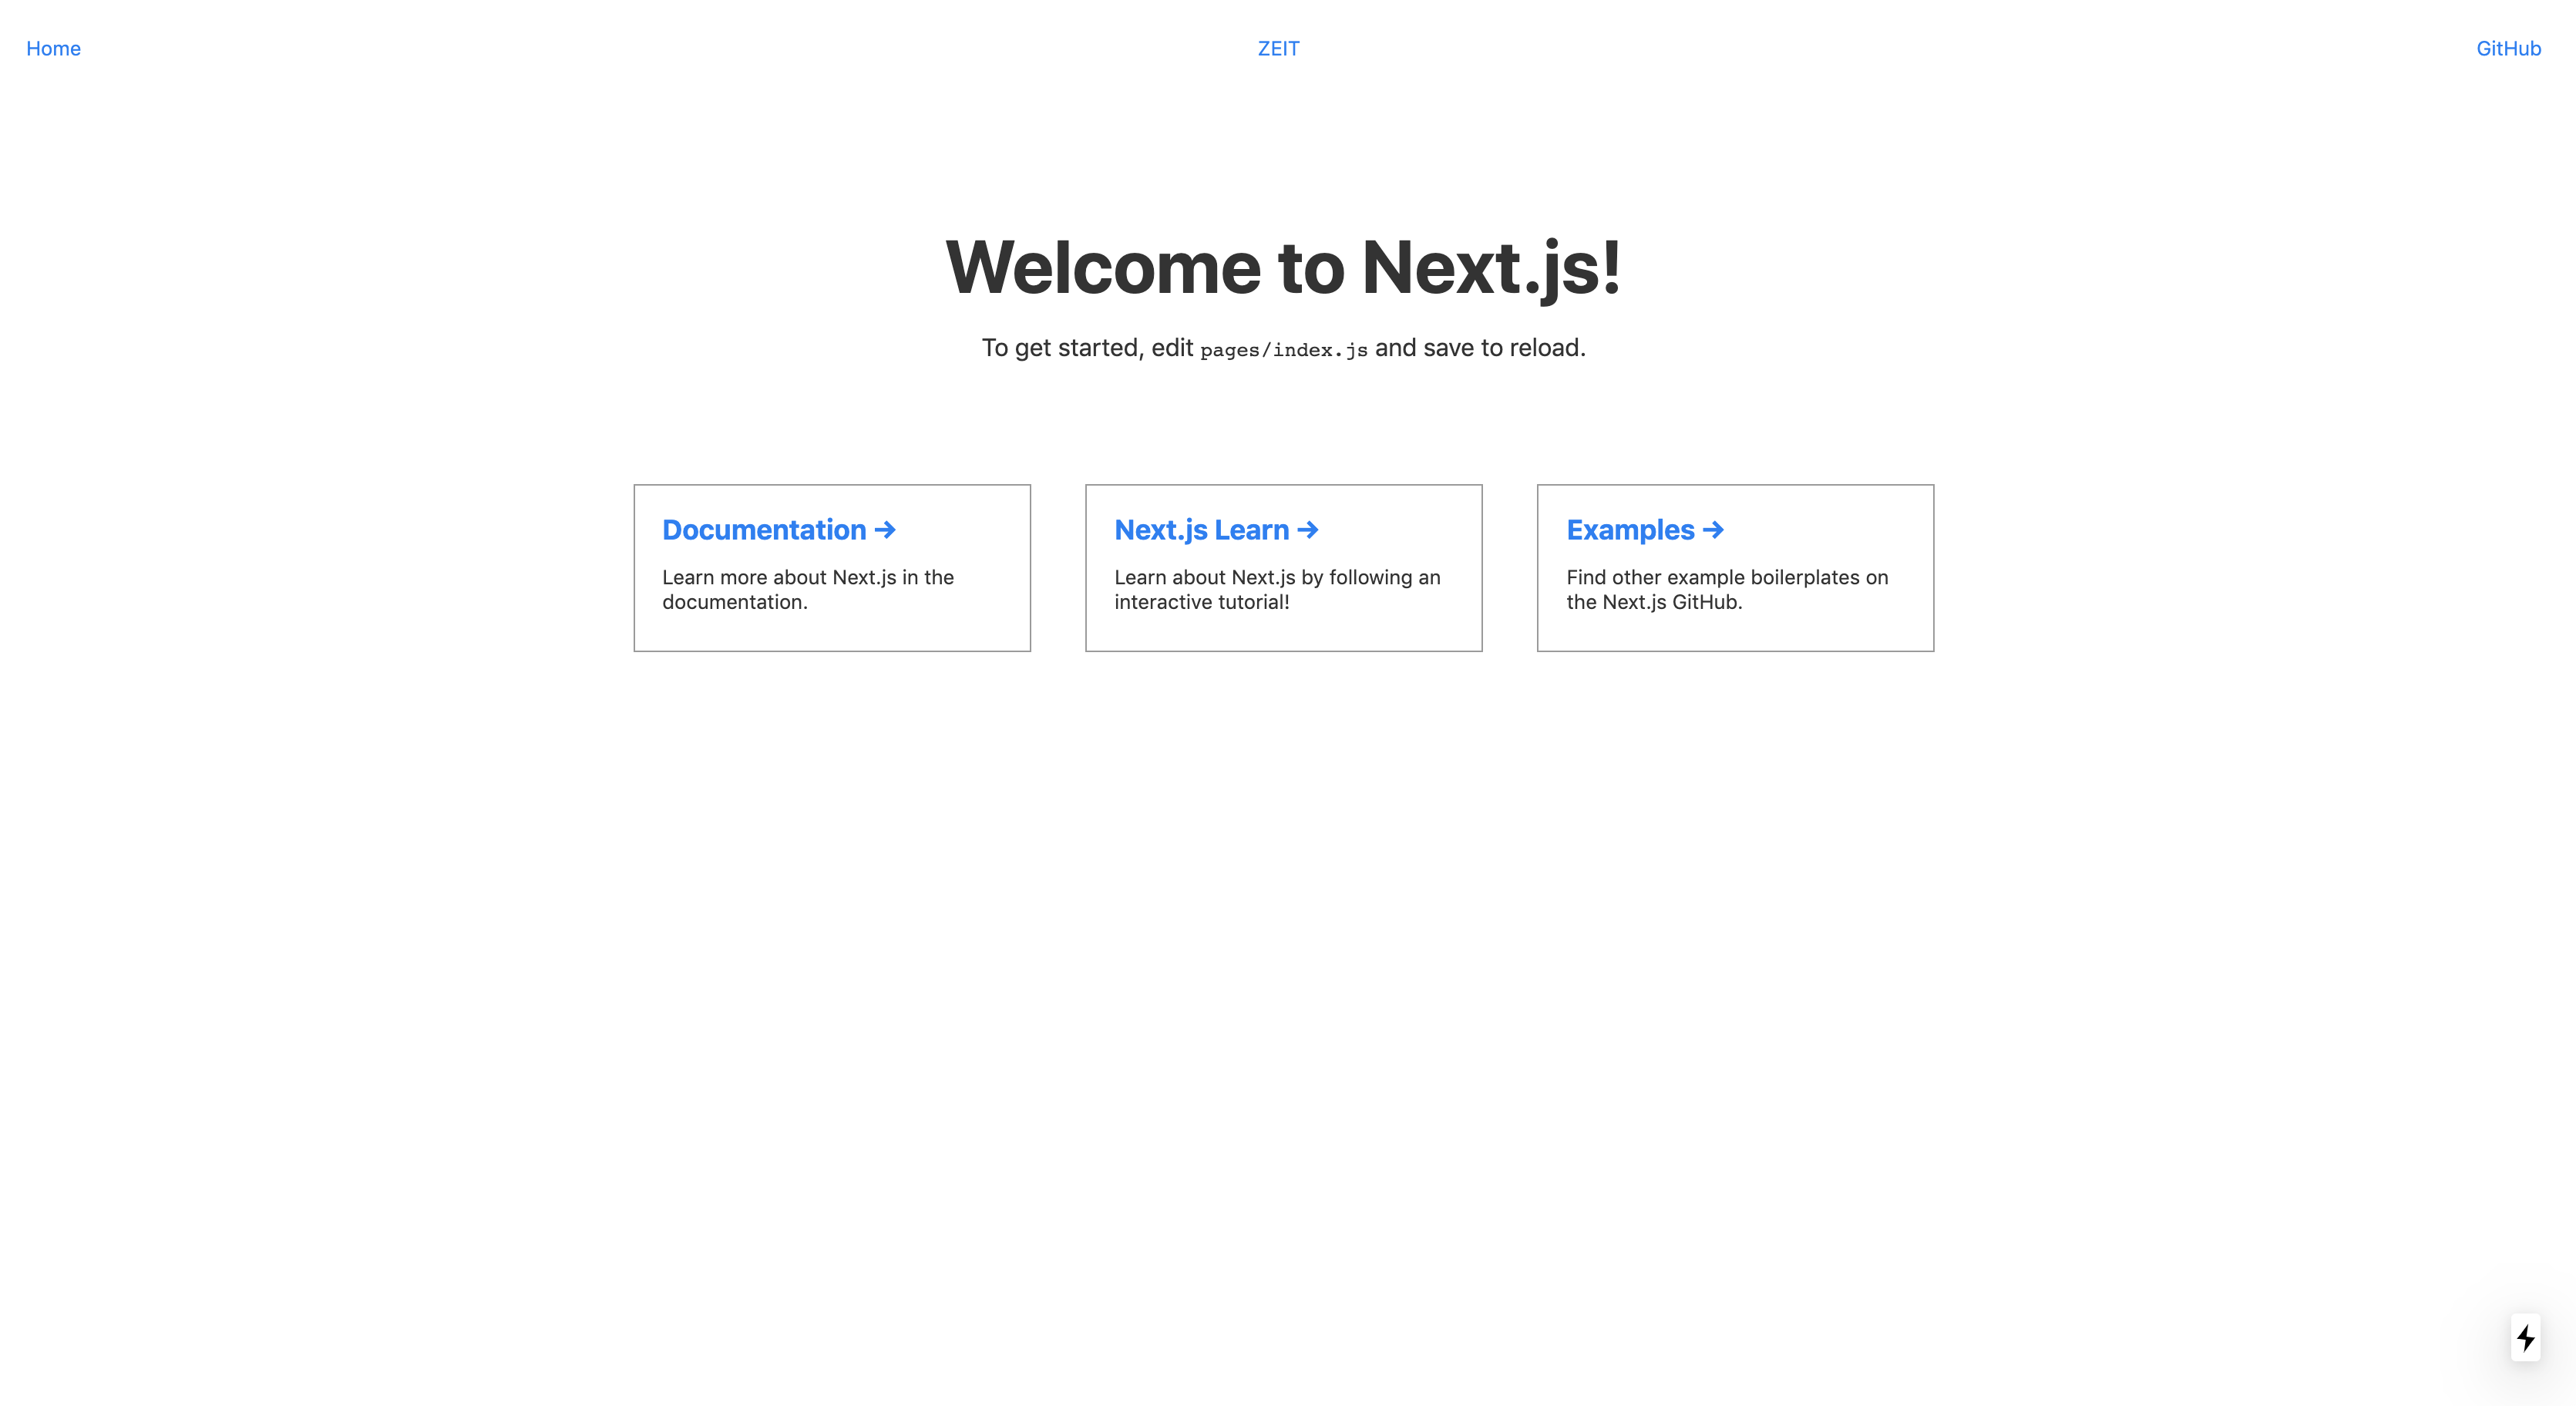 Home
ZEIT
GitHub
Welcome to Next.js!
To get started, edit pages/index.js and save to reload.
Documentation →
Learn more about Next.js in the
documentation.
Next.js Learn →
Learn about Next.js by following an
interactive tutorial!
Examples →
Find other example boilerplates on
the Next.js GitHub.